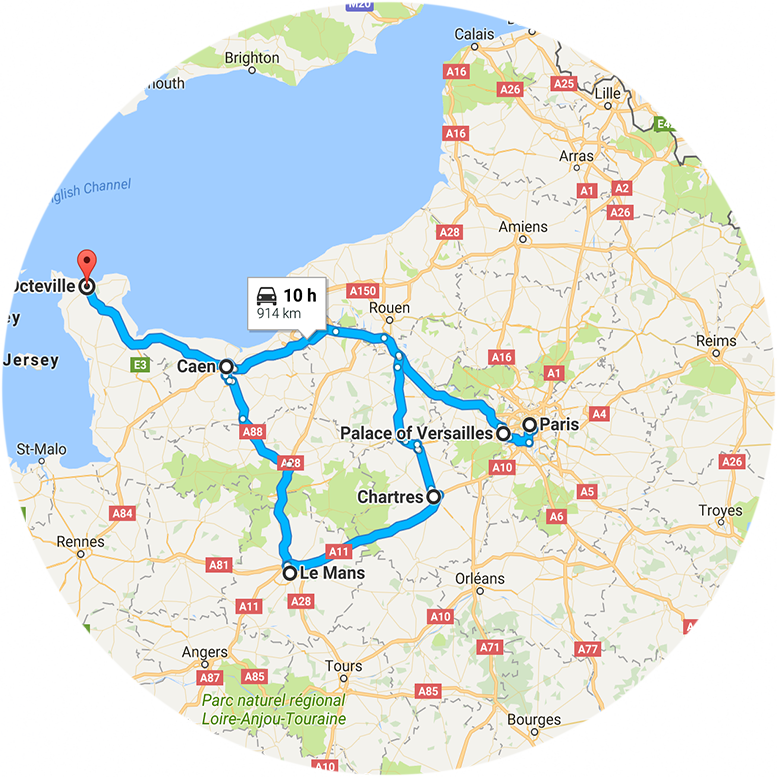 M20
Calais
Brighton
A16
A26
A25
Lille
A16
E4
Arras
English Channel
A1
A2
A26
Amiens
A28
Octeville
10 h
914 km
A150
Rouen
ey
Jersey
E3
Caen
A16
A1
Reims
A88
Palace of Versailles
Paris
A4
St-Malo
A28
A10
A26
Chartres
A5
A84
A6
Troyes
Rennes
A11
A81
Le Mans
Orléans
A11
A28
A10
A71
A77
Angers
A87
A85
Tours
A85
Parc naturel régional
Loire-Anjou-Touraine
Bourges
A10